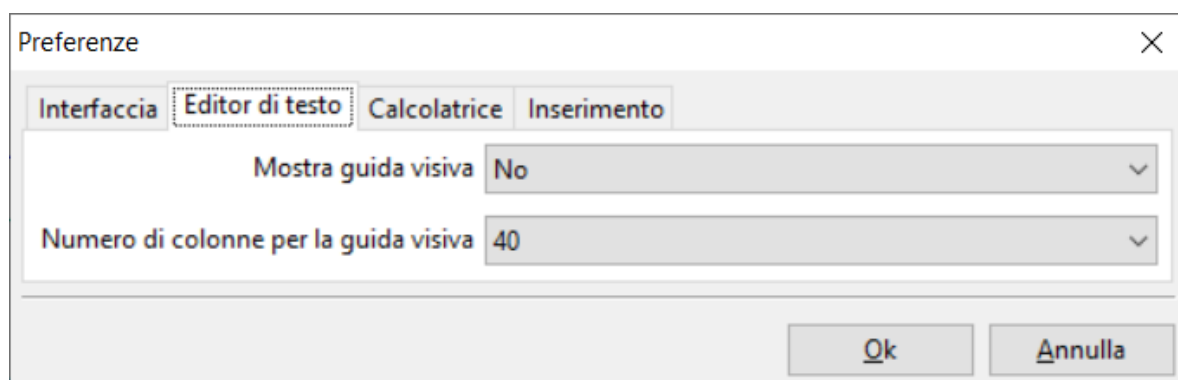 Preferenze
Interfaccia Editor di testo Calcolatrice Inserimento
Mostra guida visiva No
Numero di colonne per la guida visiva 40
Ok Annulla